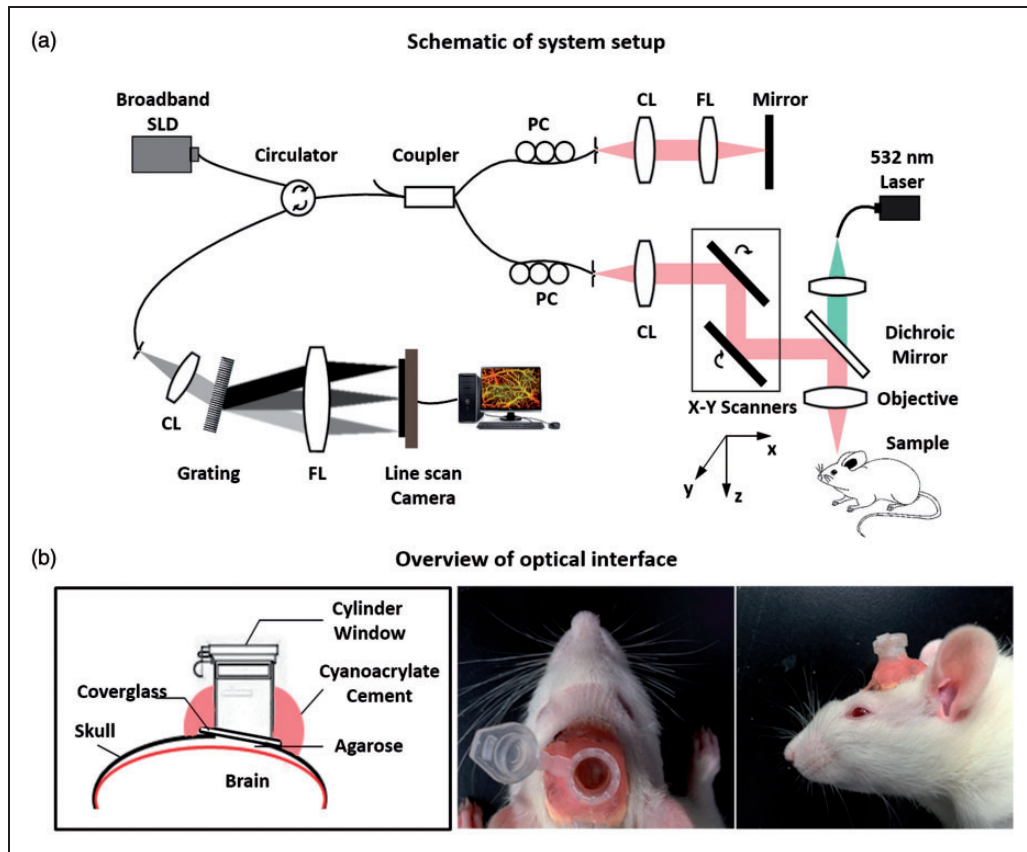 (a)
Schematic of system setup
Broadband
SLD
Circulator
Coupler
PC
CL
FL
Mirror
532 nm
Laser
PC
CL
Dichroic
Mirror
X-Y Scanners
Objective
Sample
CL
Grating
FL
Line scan
Camera
x
y
z
(b)
Overview of optical interface
Cylinder
Window
Coverglass
Cyanoacrylate
Cement
Skull
Agarose
Brain